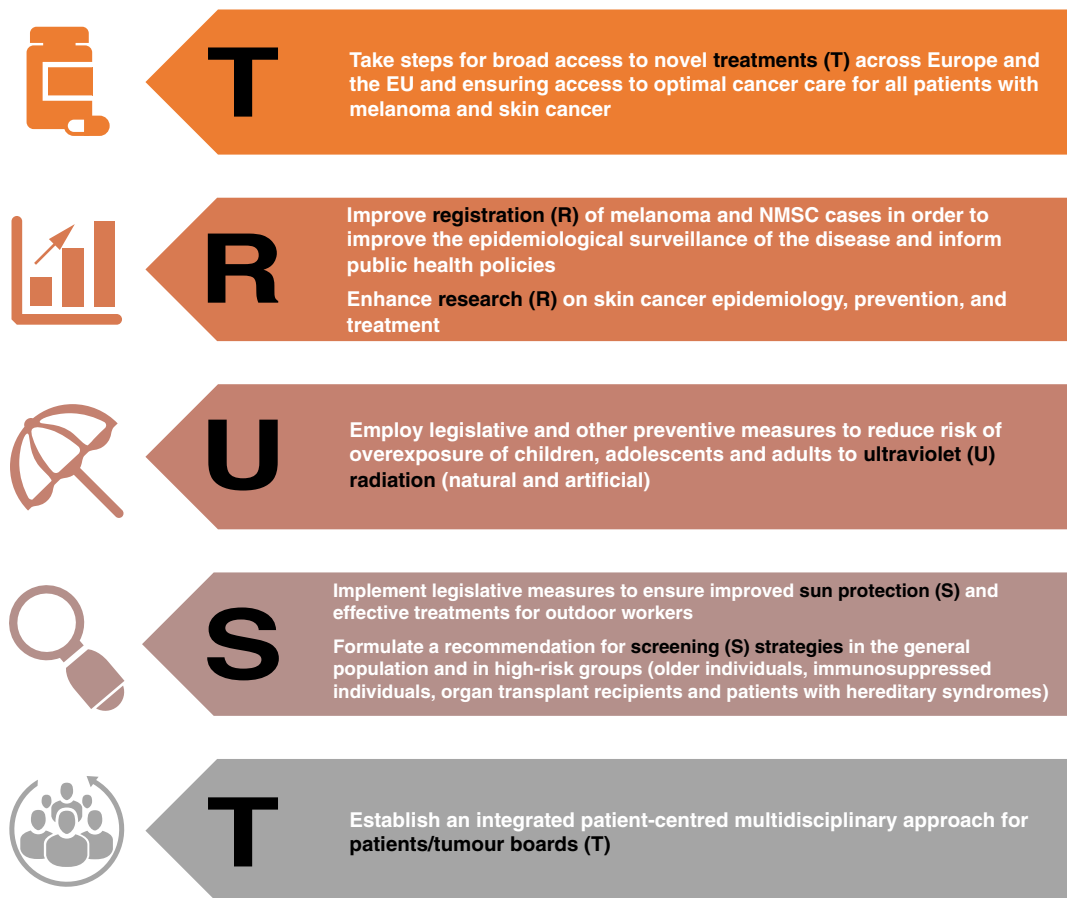 T
Take steps for broad access to novel treatments (T) across Europe and
the EU and ensuring access to optimal cancer care for all patients with
melanoma and skin cancer
R
Improve registration (R) of melanoma and NMSC cases in order to
improve the epidemiological surveillance of the disease and inform
public health policies
Enhance research (R) on skin cancer epidemiology, prevention, and
treatment
U
Employ legislative and other preventive measures to reduce risk of
overexposure of children, adolescents and adults to ultraviolet (U)
radiation (natural and artificial)
S
Implement legislative measures to ensure improved sun protection (S) and
effective treatments for outdoor workers
Formulate a recommendation for screening (S) strategies in the general
population and in high-risk groups (older individuals, immunosuppressed
individuals, organ transplant recipients and patients with hereditary syndromes)
T
Establish an integrated patient-centred multidisciplinary approach for
patients/tumour boards (T)